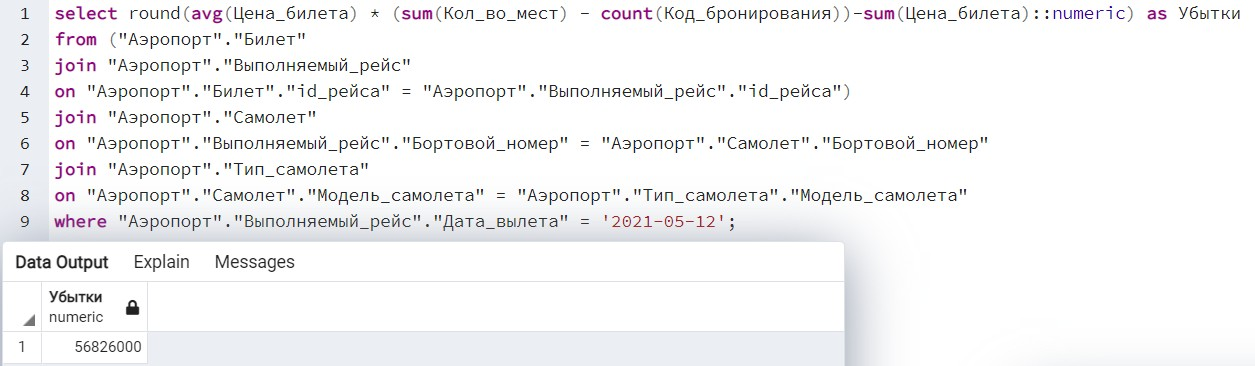 1 select round(avg(Цена_билета) * (sum(Кол_во_мест) - count(Код_бронирования))-sum(Цена_билета)::numeric) as Убытки
2 from ("Аэропорт"."Билет"
3 join "Аэропорт"."Выполняемый_рейс"
4 on "Аэропорт"."Билет"."id_рейса" = "Аэропорт"."Выполняемый_рейс"."id_рейса")
5 join "Аэропорт"."Самолет"
6 on "Аэропорт"."Выполняемый_рейс"."Бортовой_номер" = "Аэропорт"."Самолет"."Бортовой_номер"
7 join "Аэропорт"."Тип_самолета"
8 on "Аэропорт"."Самолет"."Модель_самолета" = "Аэропорт"."Тип_самолета"."Модель_самолета"
9 where "Аэропорт"."Выполняемый_рейс"."Дата_вылета" = '2021-05-12';
Data Output Explain Messages
Убытки
numeric
1 56826000